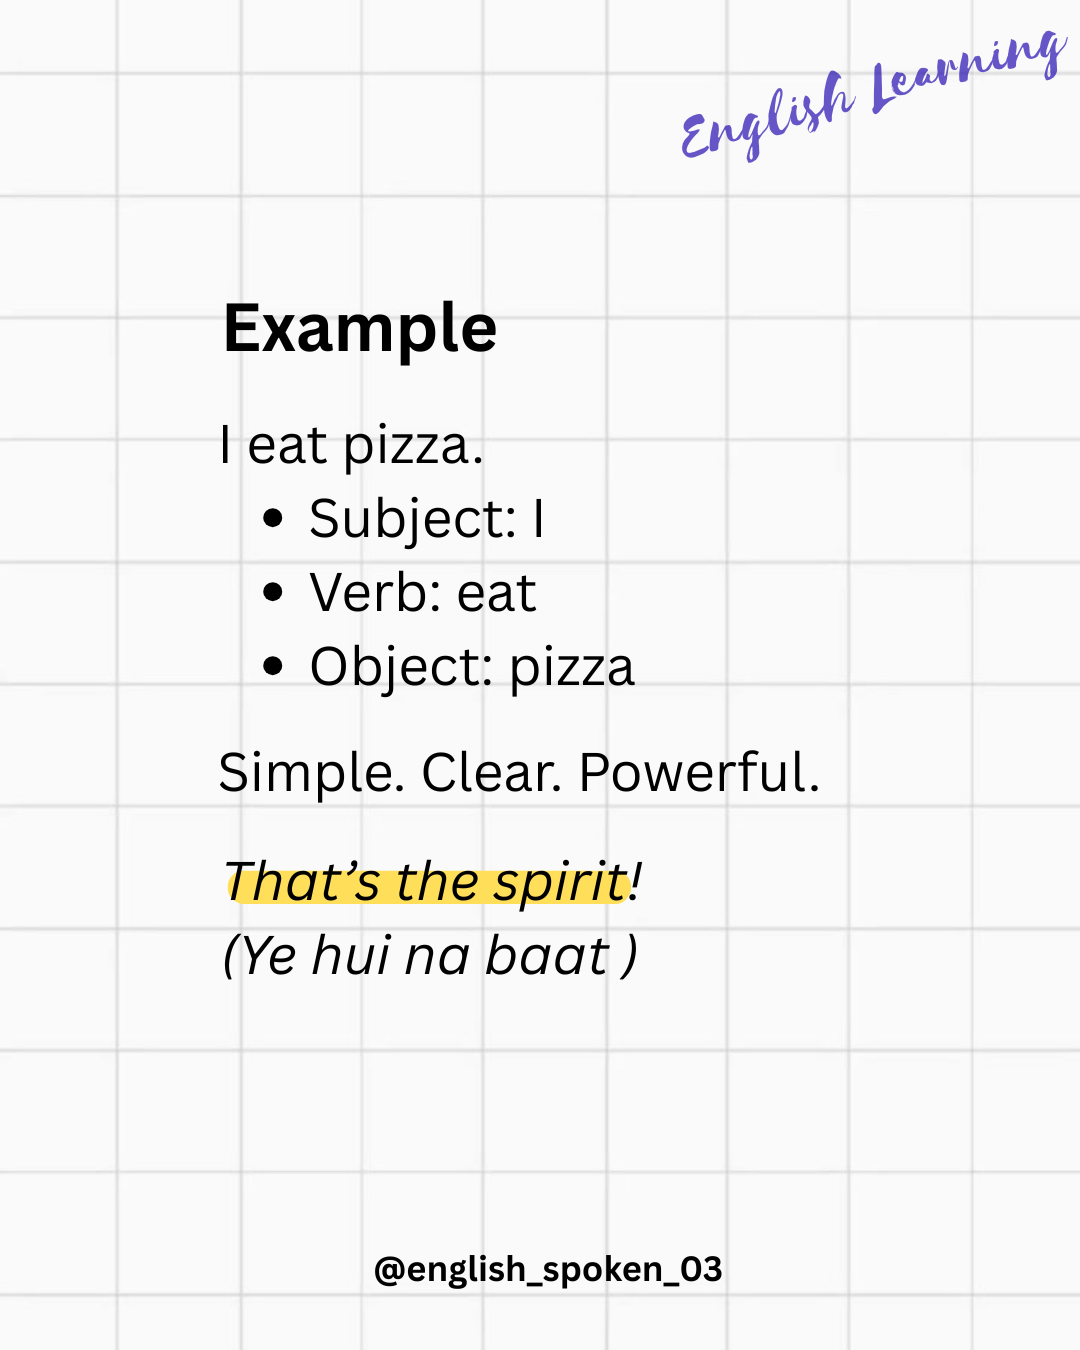 English Learning
Example
I eat pizza.
• Subject: I
• Verb: eat
• Object: pizza
Simple. Clear. Powerful.
That’s the spirit!
(Ye hui na baat )
@english_spoken_03